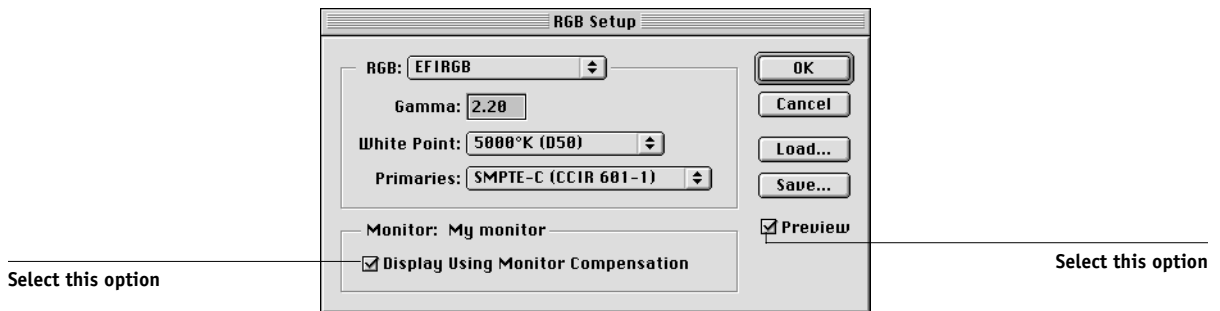 RGB Setup
RGB: EFIRGB
Gamma: 2.20
White Point: 5000°K (D50)
Primaries: SMPTE-C (CCIR 601-1)
Monitor: My monitor
Display Using Monitor Compensation
OK
Cancel
Load...
Save...
Preview
Select this option
Select this option